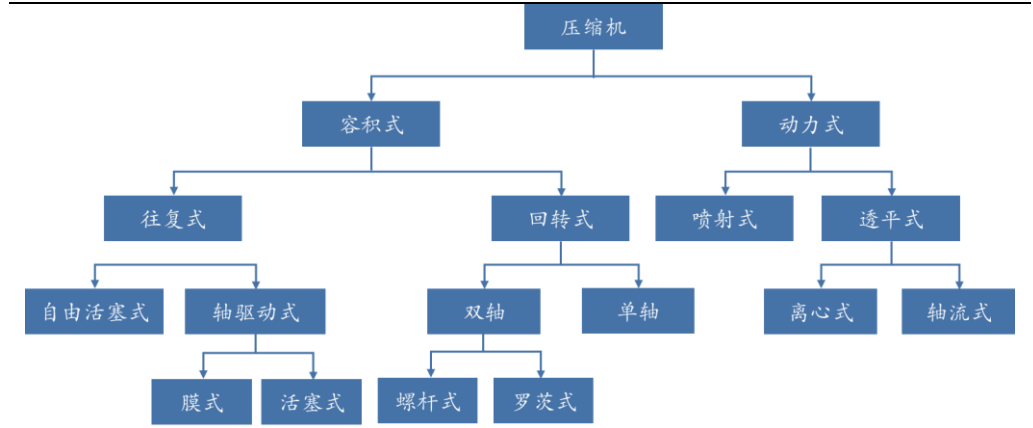 压缩机
容积式
动力式
往复式
回转式
喷射式
透平式
自由活塞式
轴驱动式
双轴
单轴
离心式
轴流式
膜式
活塞式
螺杆式
罗茨式